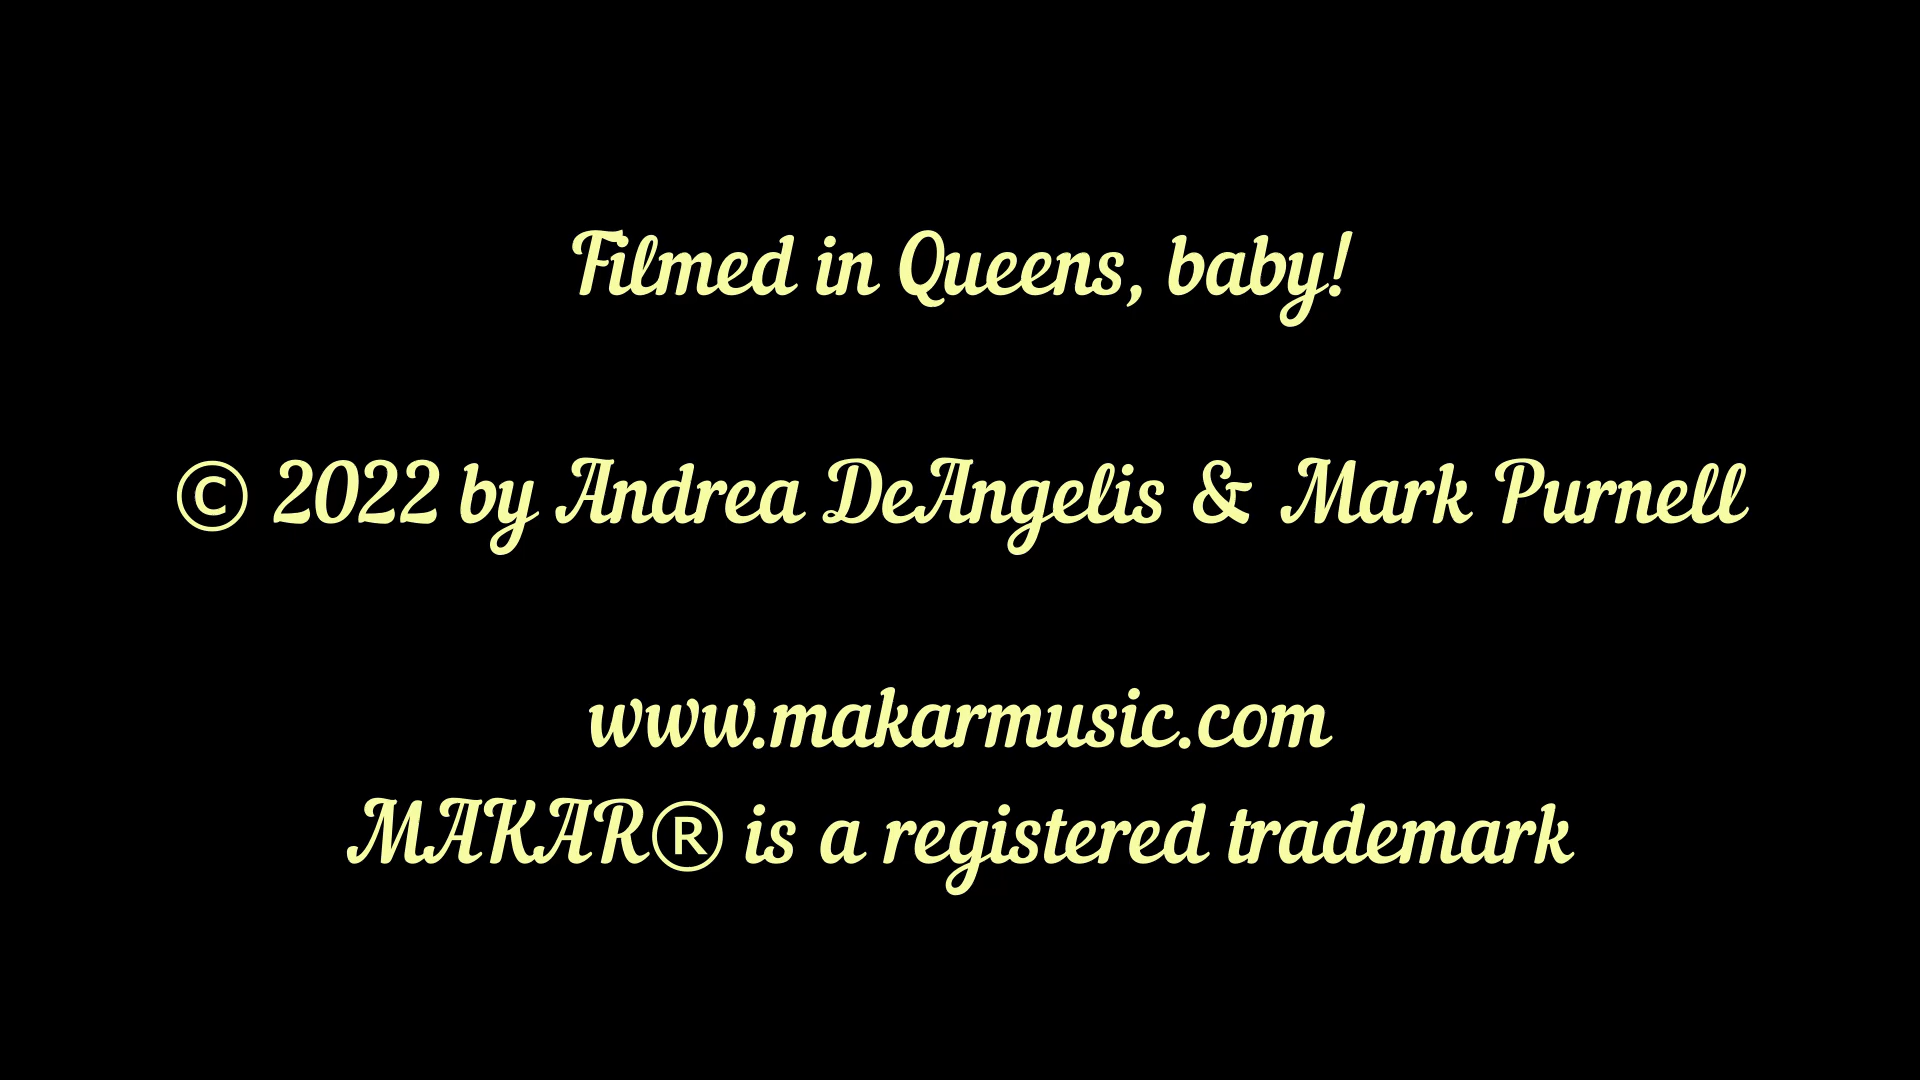 Filmed in Queens, baby!
© 2022 by Andrea DeAngelis & Mark Purnell
www.makarmusic.com
MAKAR® is a registered trademark